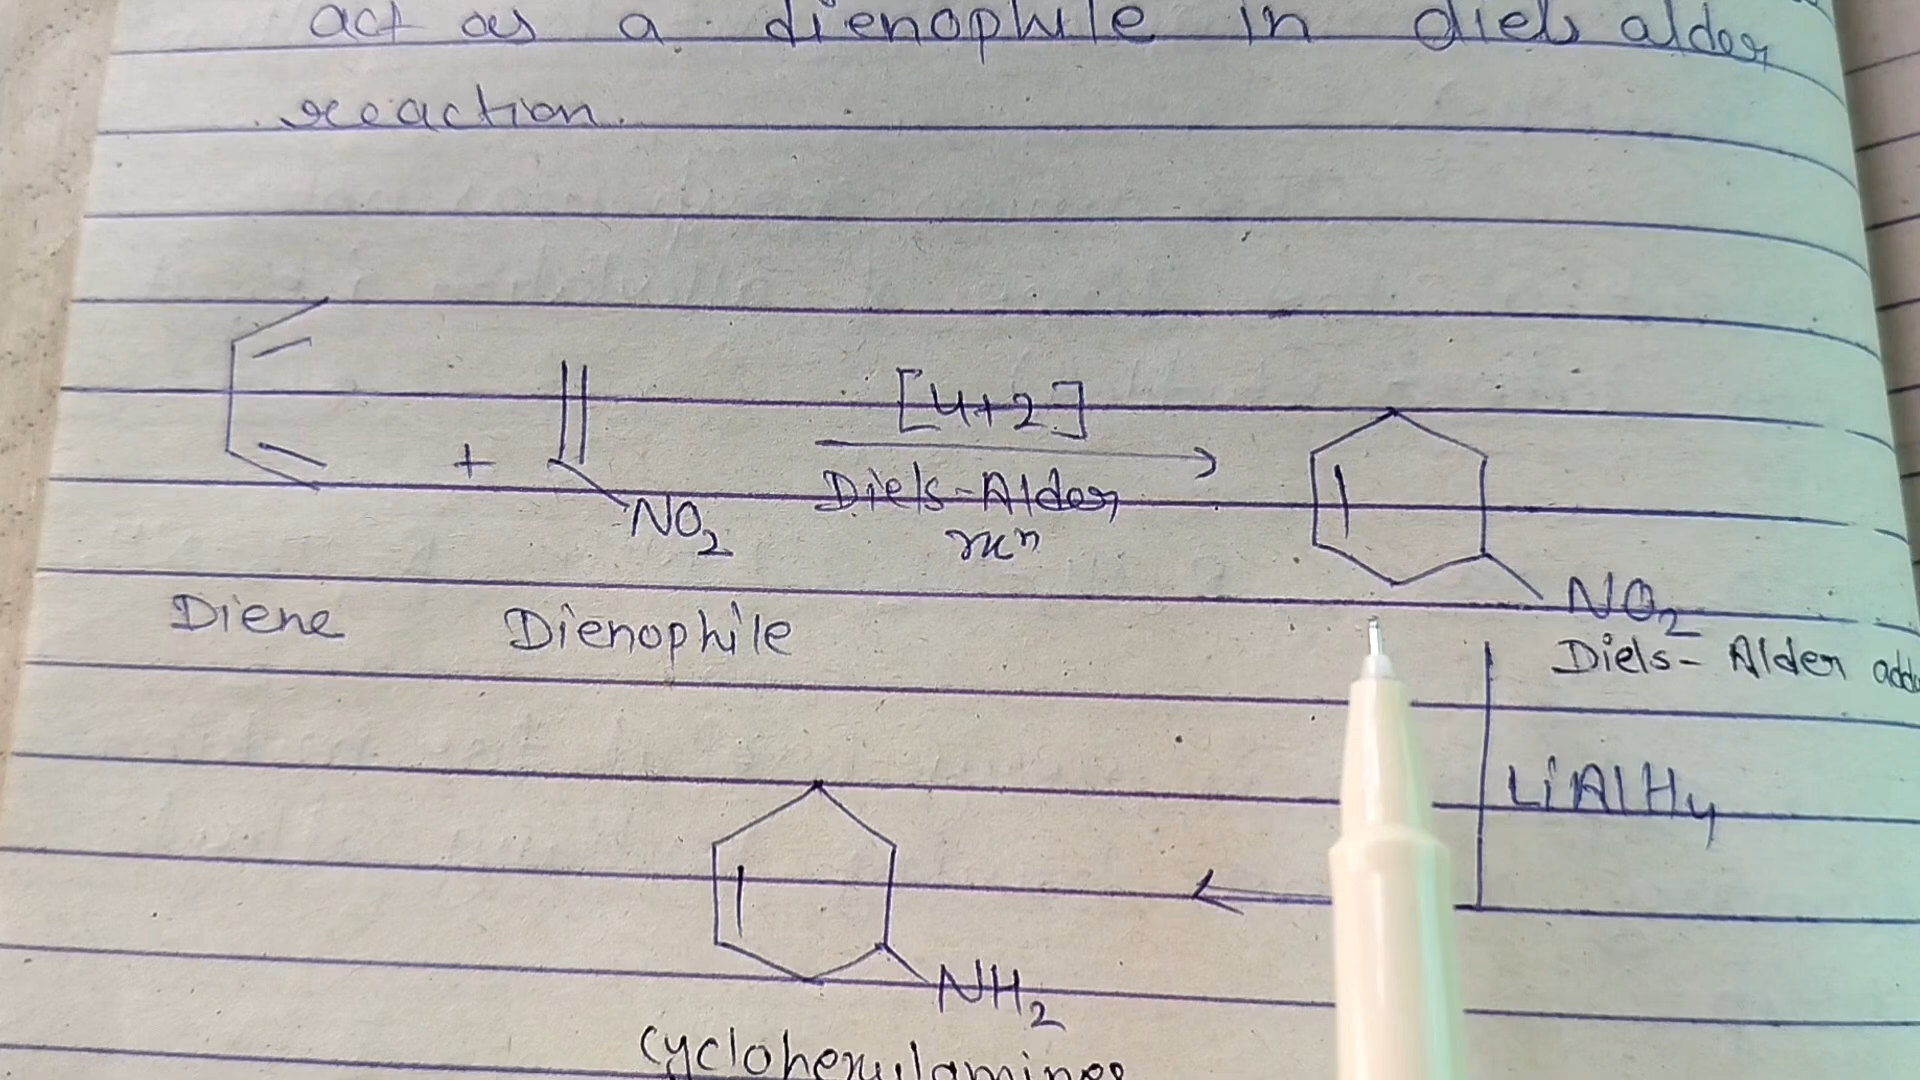 act as a dienophile in diels alder
reaction.
[4+2]
+
Diels-Alder
NO2
rxn
NO2
Diene
Dienophile
Diels-Alder
LiAlH4
NH2
cyclohexylamines